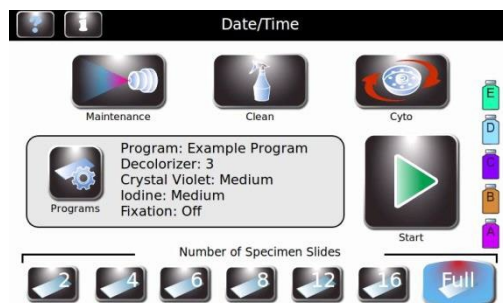 ? i Date/Time
Maintenance Clean Cyto
E
D
C
B
A
Program: Example Program
Decolorizer: 3
Crystal Violet: Medium
Iodine: Medium
Fixation: Off
Programs
Start
Number of Specimen Slides
2 4 6 8 12 16 Full